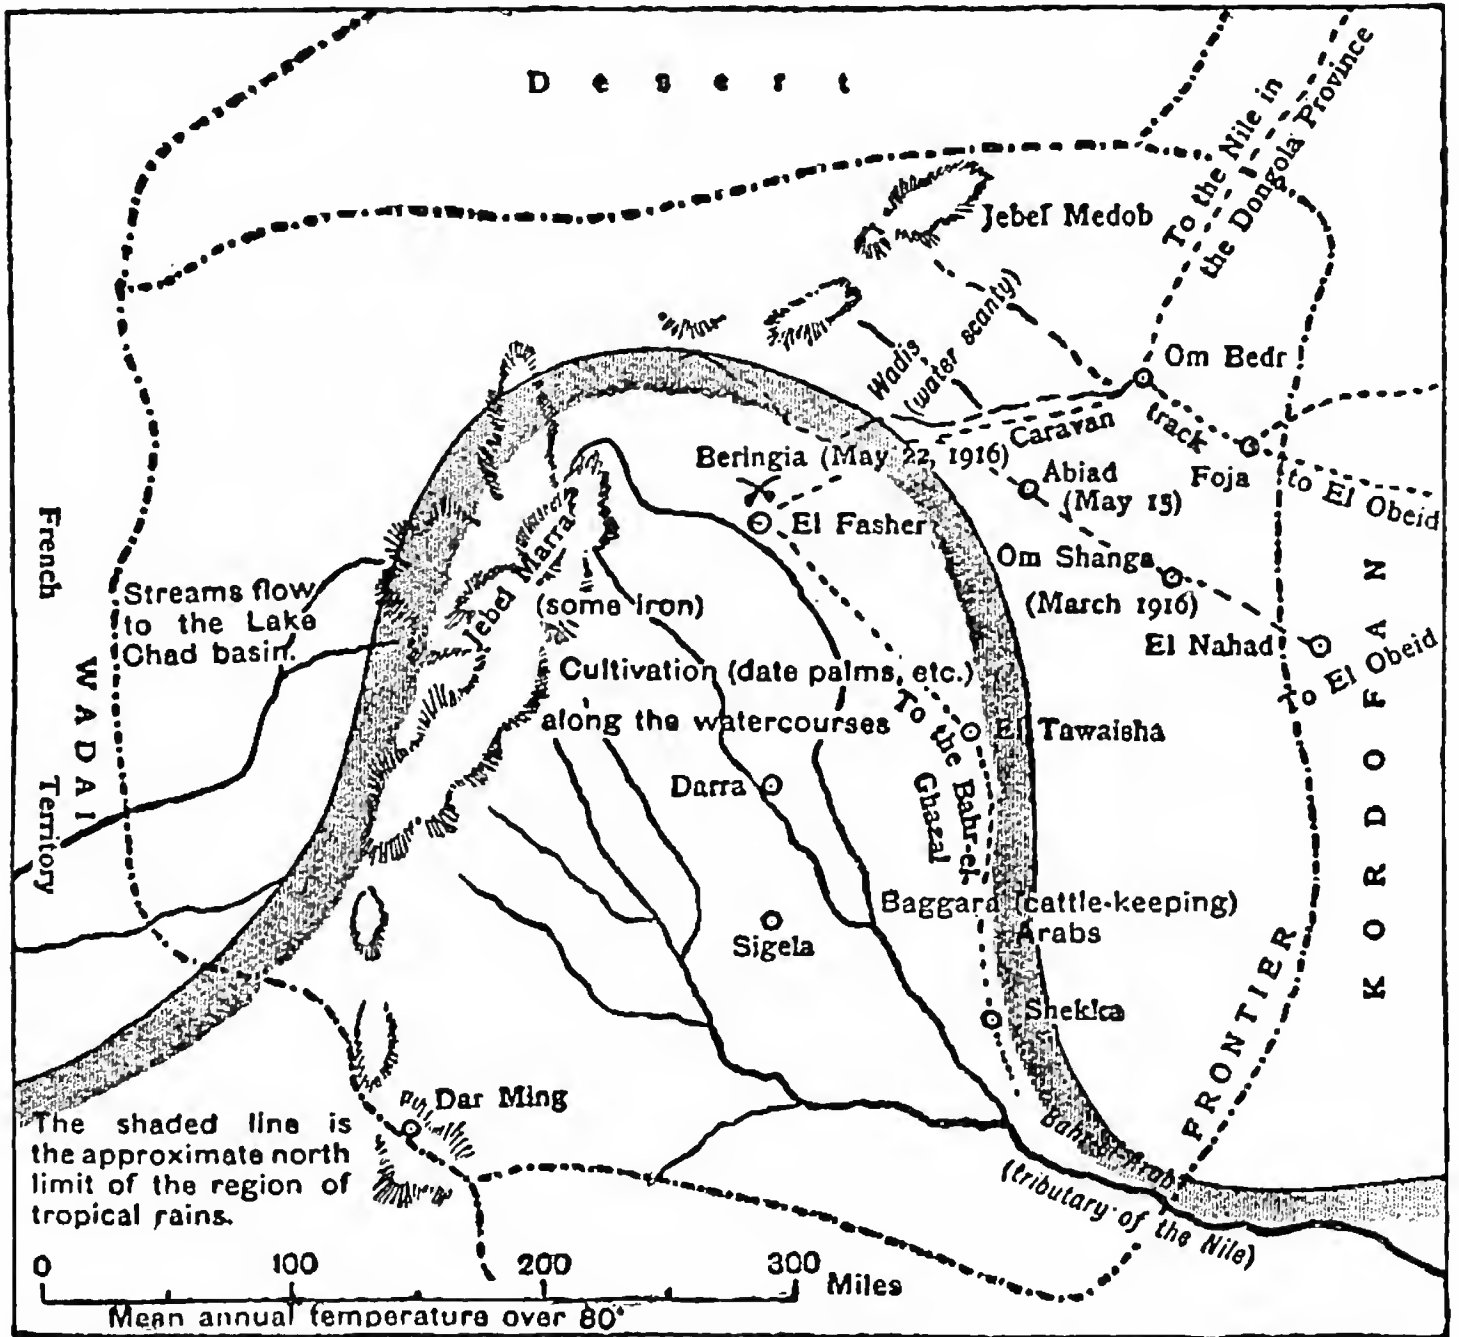 Desert
To the Nile in
the Dongola Province
Jebel Medob
Wadis
(water scanty)
Om Bedr
Caravan
track
Foja
to El Obeid
Beringia (May 22, 1916)
Abiad
(May 15)
El Fasher
Om Shanga
(March 1916)
El Nahad
To El Obeid
French
Territory
WADAI
Streams flow
to the Lake
Chad basin.
Jebel Marra
(some iron)
Cultivation (date palms, etc.)
along the watercourses
To the Bahr-el-
Ghazal
El Tawaisha
Darra
KORDOFAN
Baggara (cattle-keeping)
Arabs
Sigela
Shekka
FRONTIER
Dar Ming
Bahr-el-Arab
(tributary of the Nile)
The shaded line is
the approximate north
limit of the region of
tropical rains.
0 100 200 300 Miles
Mean annual temperature over 80°